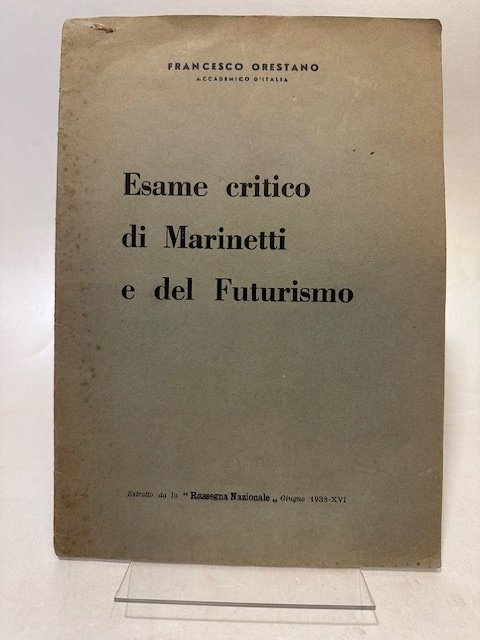 FRANCESCO ORESTANO
ACCADEMICO D'ITALIA
Esame critico
di Marinetti
e del Futurismo
Estratto da la "Rassegna Nazionale„ Giugno 1938-XVI